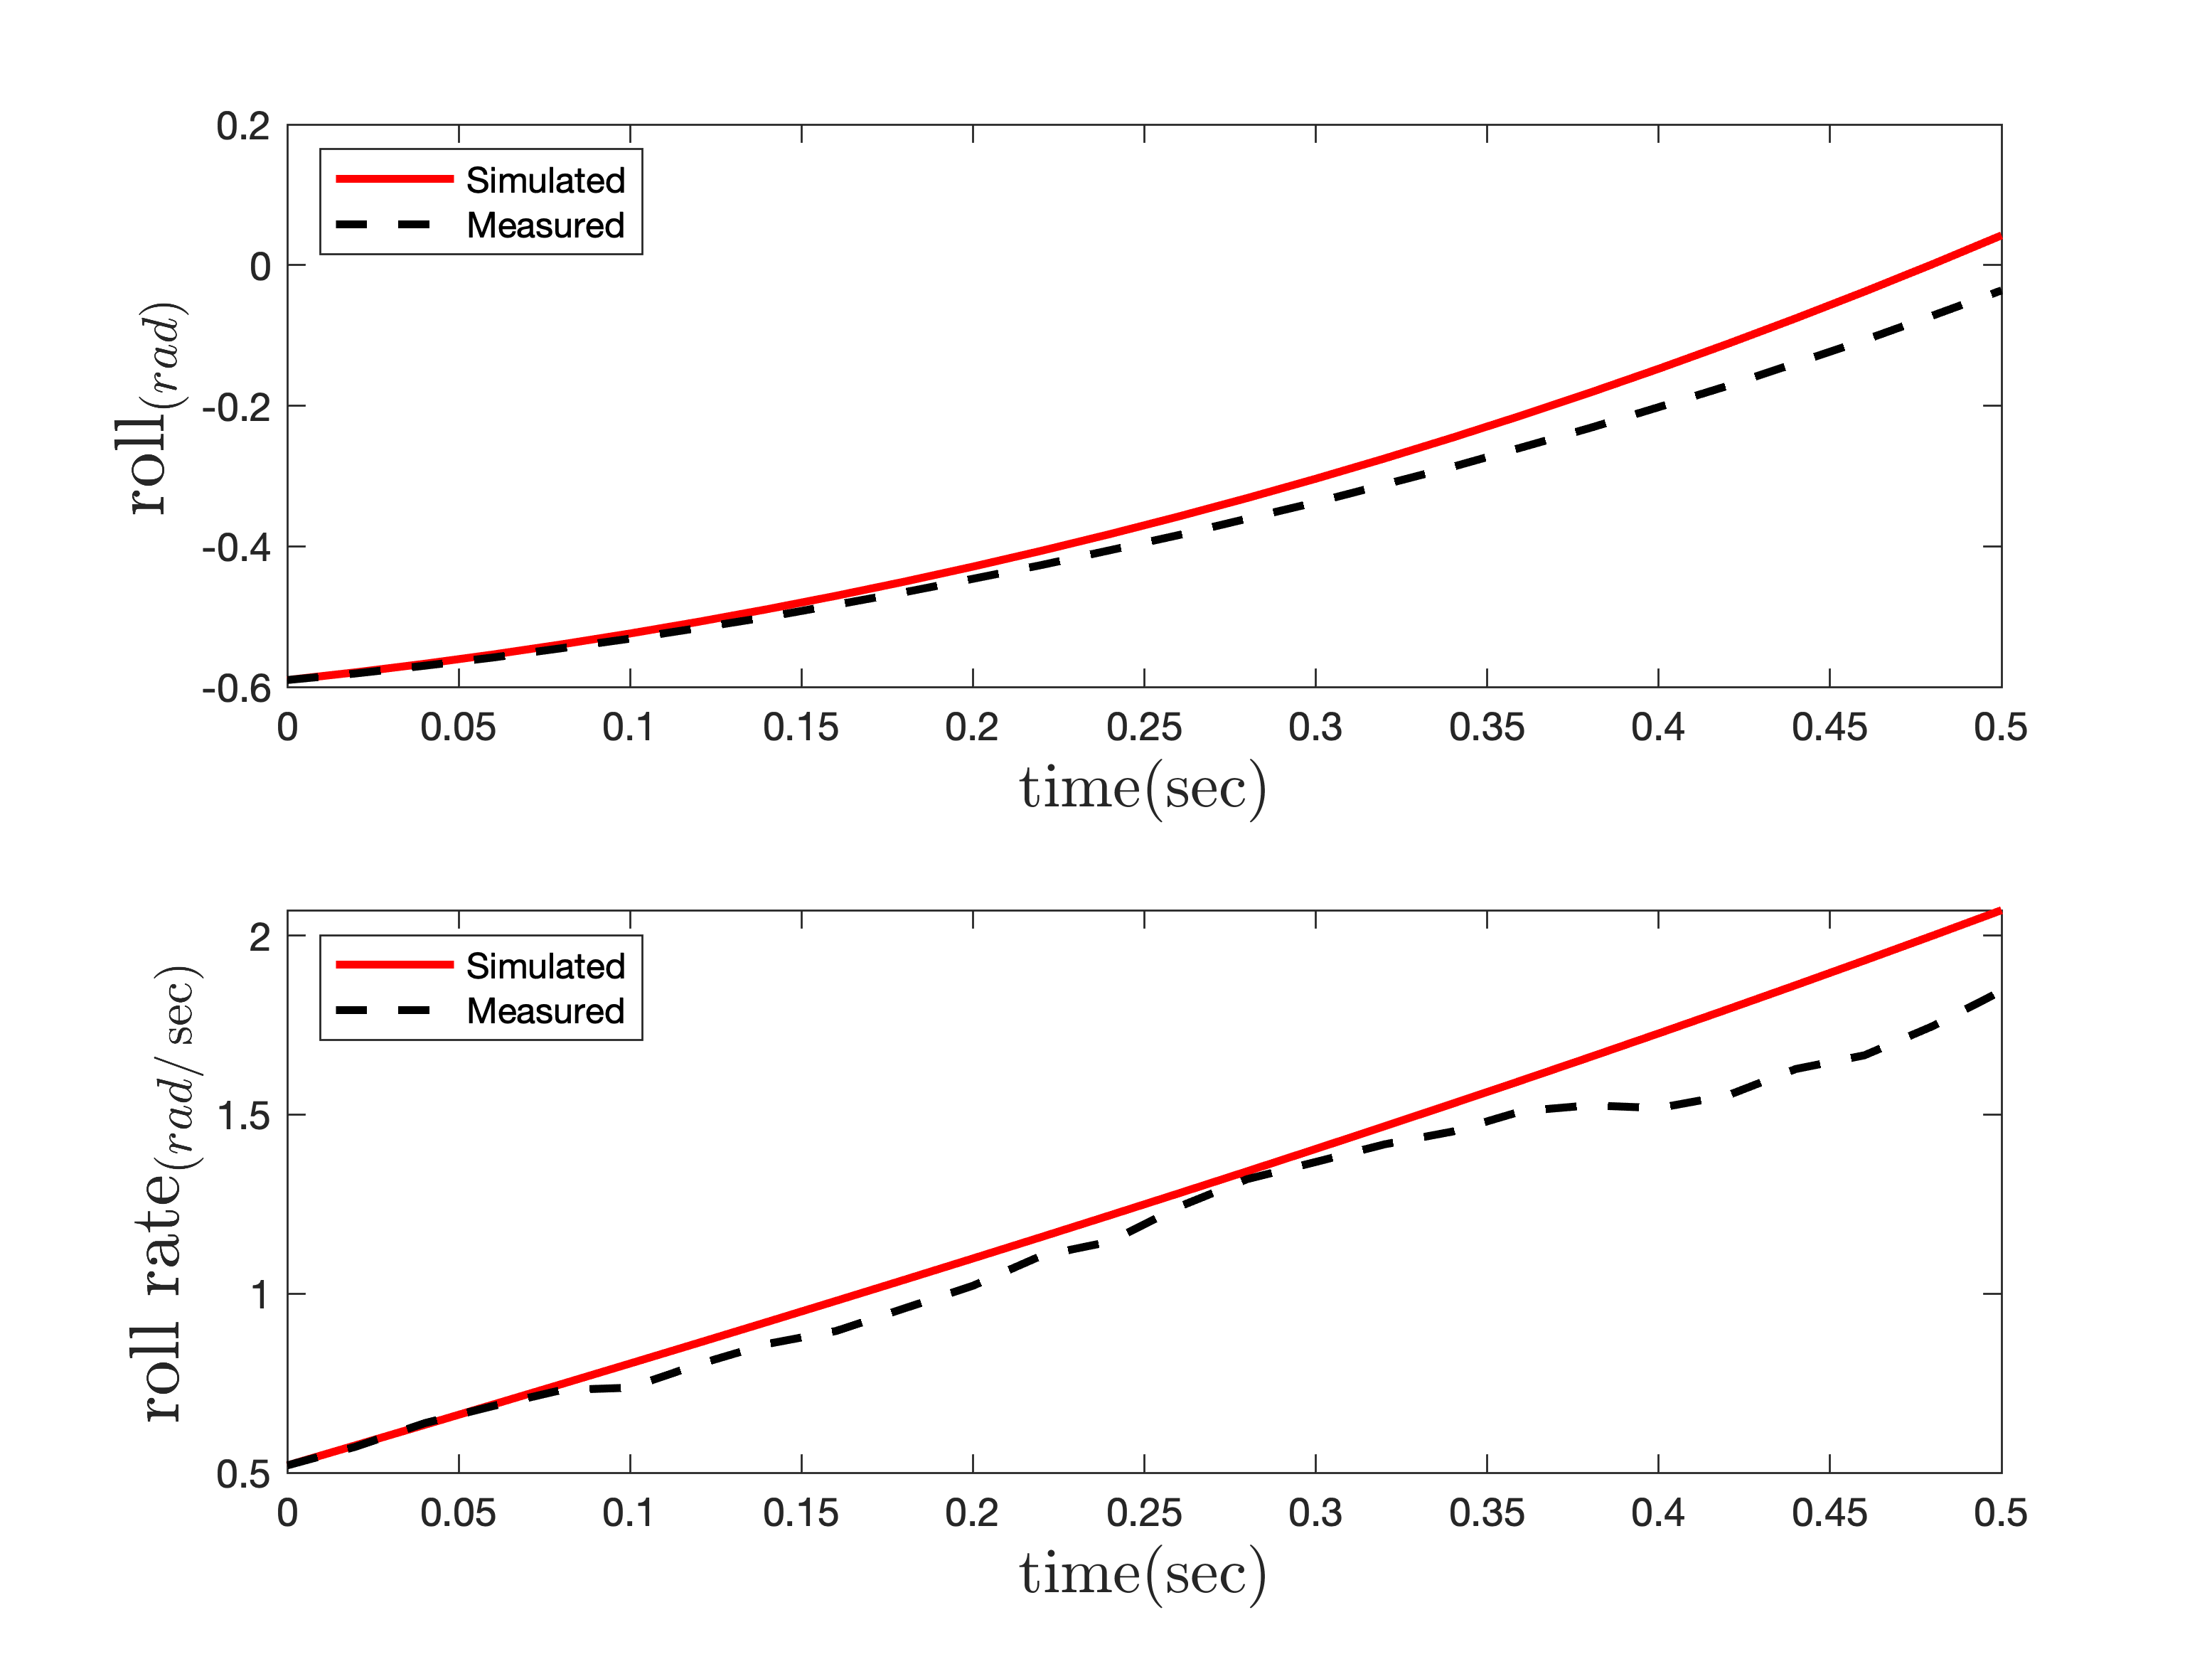 0.2
0
-0.2
-0.4
-0.6
roll(rad)
Simulated
Measured
0 0.05 0.1 0.15 0.2 0.25 0.3 0.35 0.4 0.45 0.5
time(sec)
2
1.5
1
0.5
roll rate(rad/ sec)
Simulated
Measured
0 0.05 0.1 0.15 0.2 0.25 0.3 0.35 0.4 0.45 0.5
time(sec)